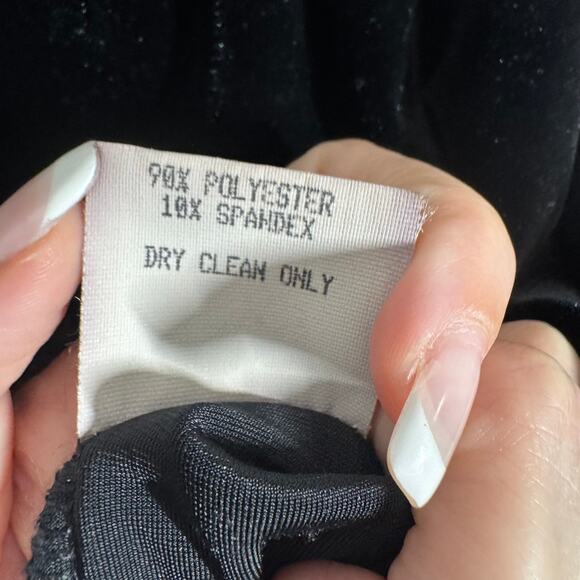 90% POLYESTER
10% SPANDEX
DRY CLEAN ONLY